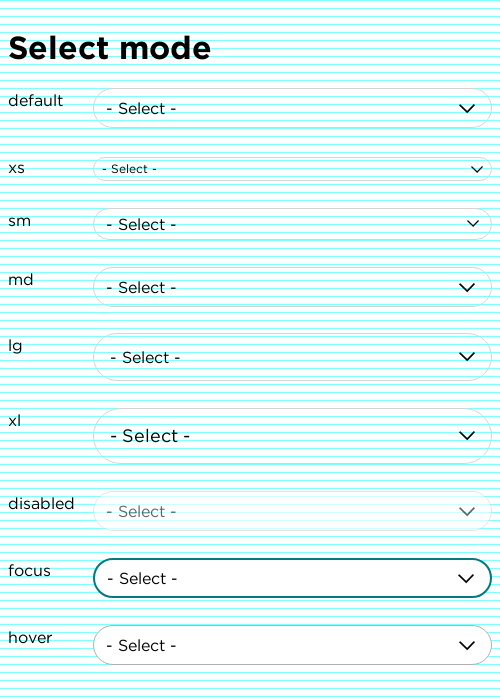 Select mode
default
- Select -
xs
- Select -
sm
- Select -
md
- Select -
lg
- Select -
xl
- Select -
disabled
- Select -
focus
- Select -
hover
- Select -